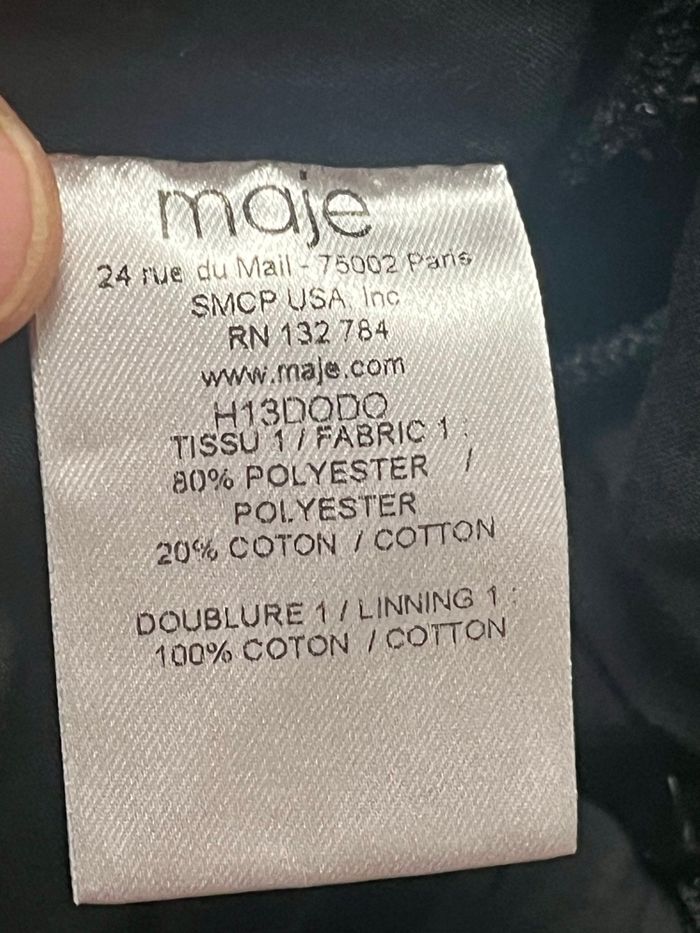 maje
24 rue du Mail - 75002 Paris
SMCP USA, Inc
RN 132 784
www.maje.com
H13DODO
TISSU 1 / FABRIC 1 :
80% POLYESTER /
POLYESTER
20% COTON / COTTON
DOUBLURE 1 / LINNING 1 :
100% COTON / COTTON